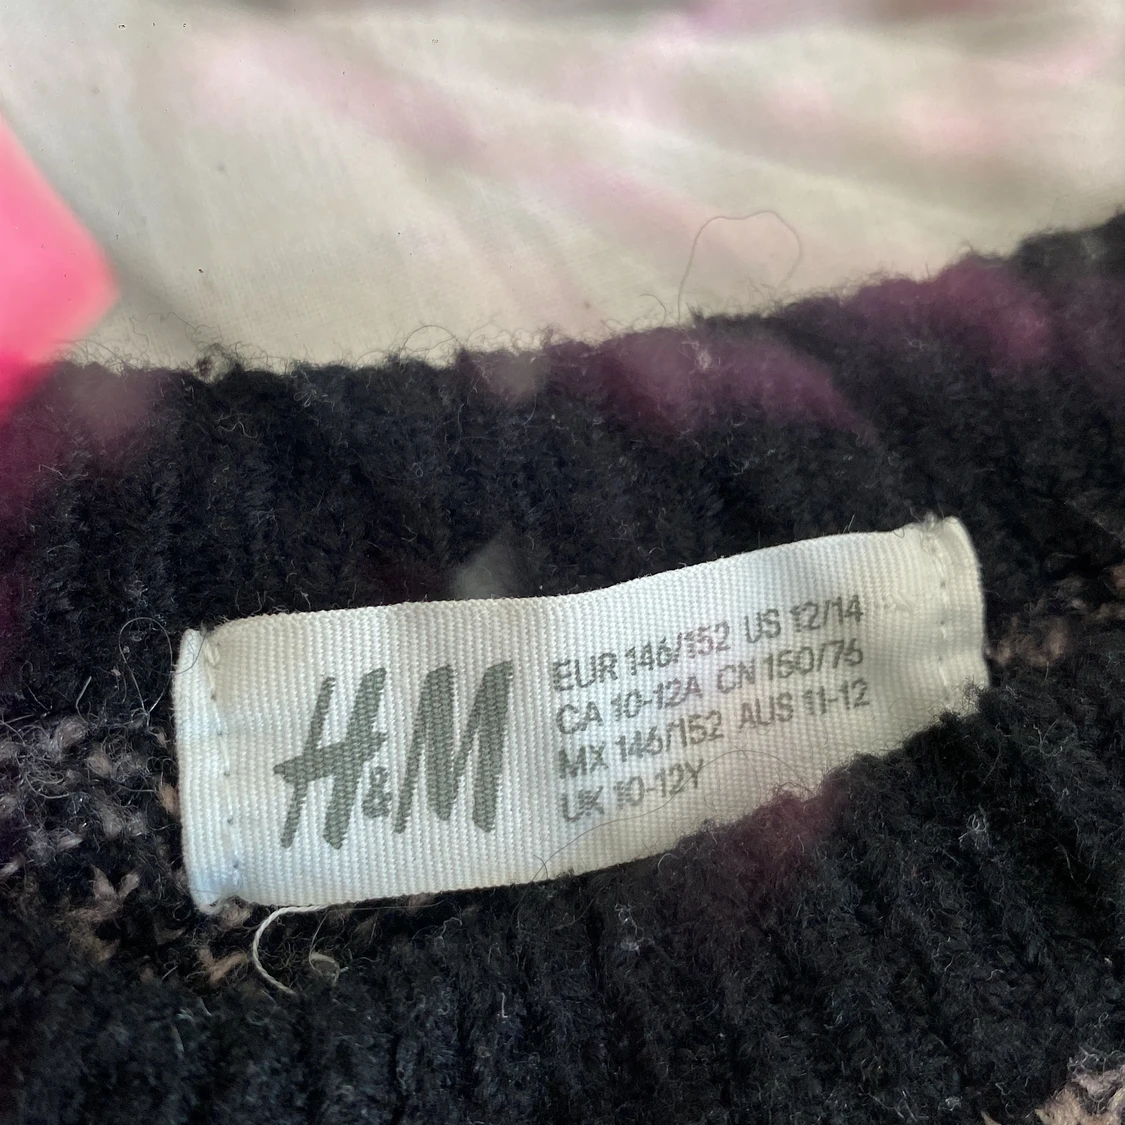 H&M
EUR 146/152 US 12/14
CA 10-12A CN 150/76
MX 146/152 AUS 11-12
UK 10-12Y